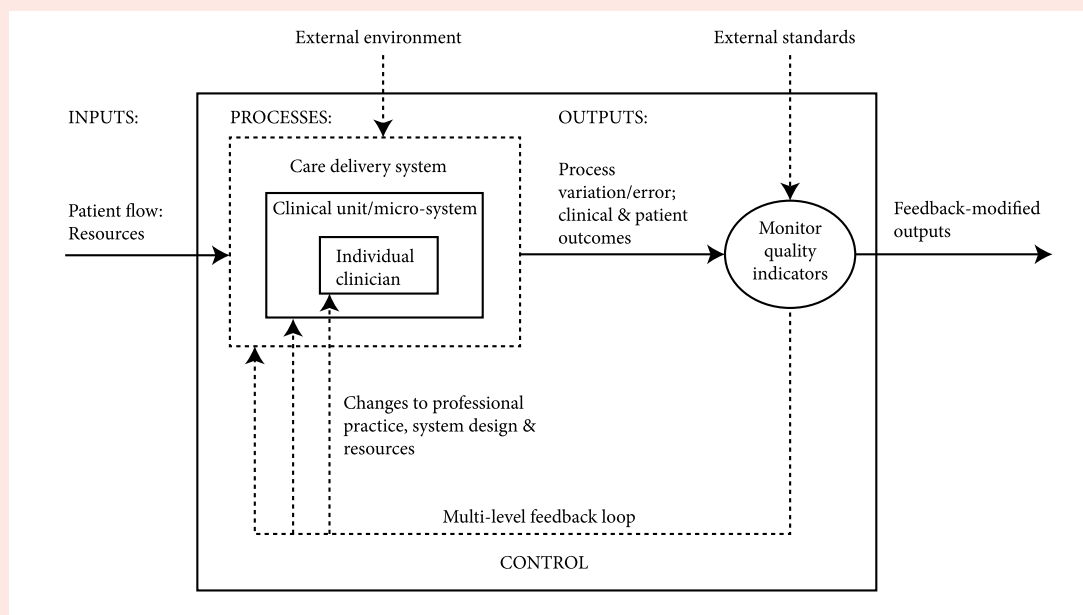 External environment
External standards
INPUTS:
PROCESSES:
OUTPUTS:
Care delivery system
Process
variation/error;
clinical & patient
outcomes
Patient flow:
Resources
Clinical unit/micro-system
Individual
clinician
Monitor
quality
indicators
Feedback-modified
outputs
Changes to professional
practice, system design &
resources
Multi-level feedback loop
CONTROL